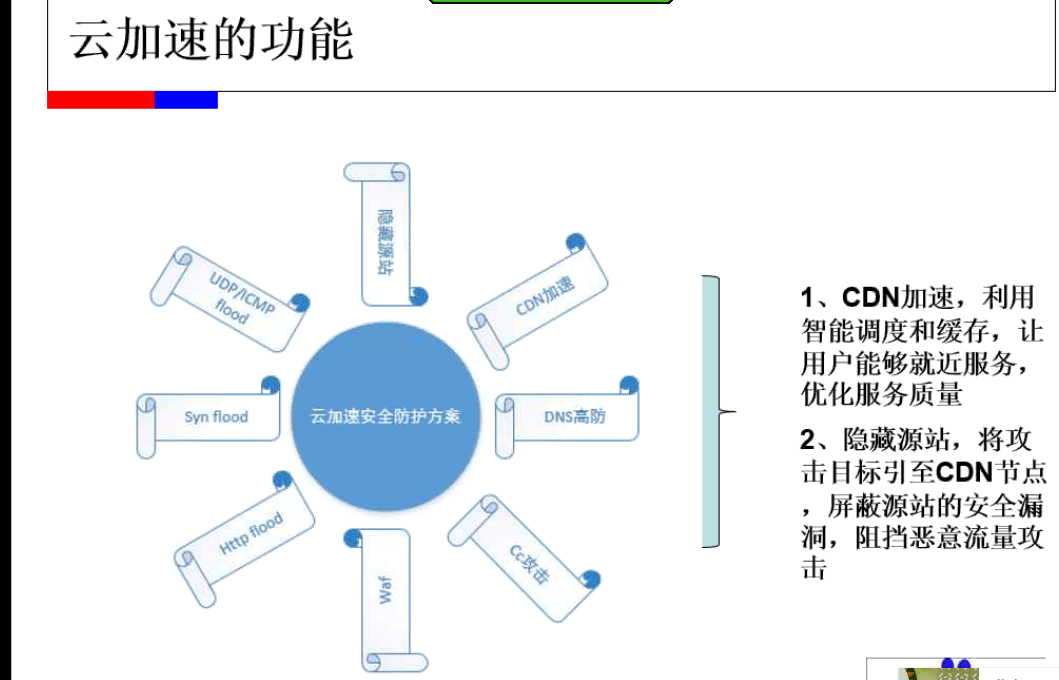 云加速的功能
隐藏源站
CDN加速
UDP/ICMP
flood
Syn flood
云加速安全防护方案
DNS高防
Http flood
Waf
Cc攻击
1、CDN加速，利用
智能调度和缓存，让
用户能够就近服务，
优化服务质量
2、隐藏源站，将攻
击目标引至CDN节点
，屏蔽源站的安全漏
洞，阻挡恶意流量攻
击